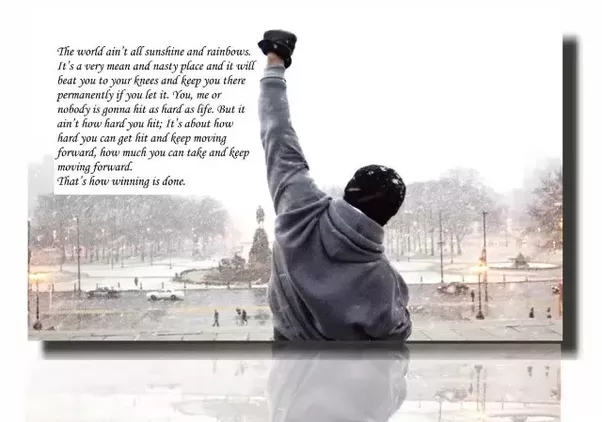 The world ain't all sunshine and rainbows.
It's a very mean and nasty place and it will
beat you to your knees and keep you there
permanently if you let it. You, me or
nobody is gonna hit as hard as life. But it
ain't how hard you hit; It's about how
hard you can get hit and keep moving
forward, how much you can take and keep
moving forward.
That's how winning is done.